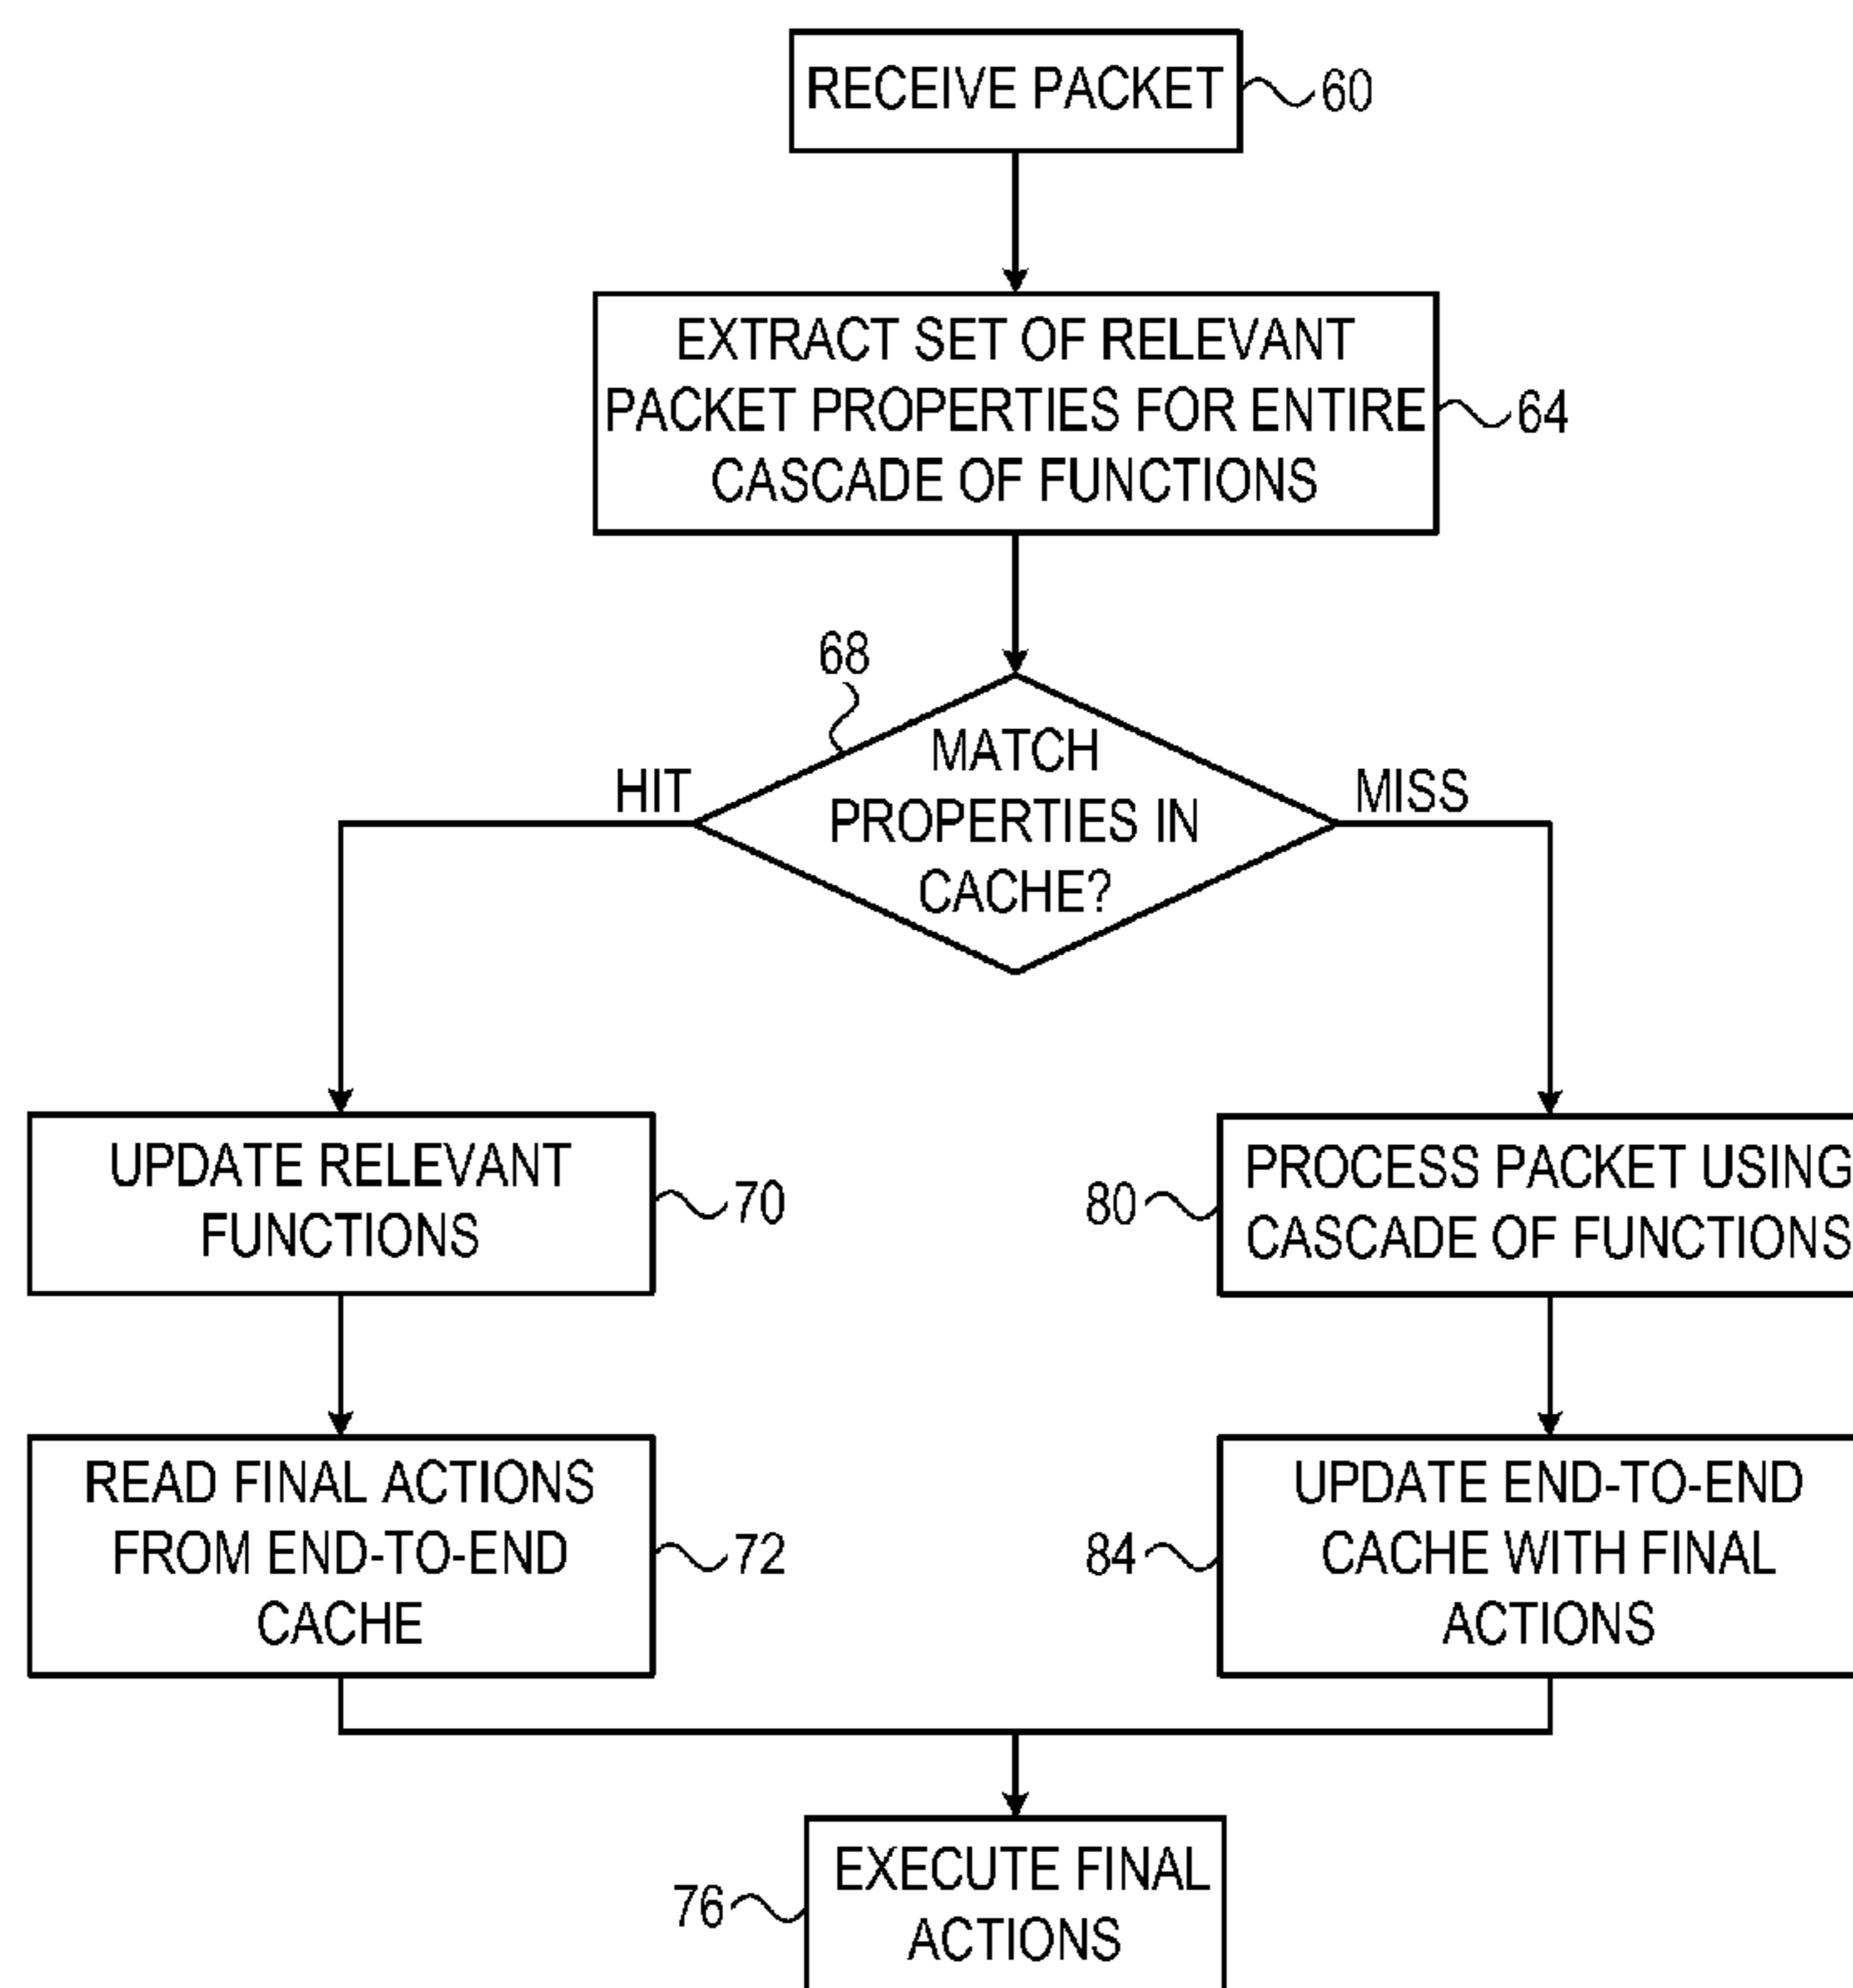 RECEIVE PACKET
60
EXTRACT SET OF RELEVANT
PACKET PROPERTIES FOR ENTIRE
CASCADE OF FUNCTIONS
64
68
MATCH
PROPERTIES IN
CACHE?
HIT
MISS
UPDATE RELEVANT
FUNCTIONS
70
80
PROCESS PACKET USING
CASCADE OF FUNCTIONS
READ FINAL ACTIONS
FROM END-TO-END
CACHE
72
84
UPDATE END-TO-END
CACHE WITH FINAL
ACTIONS
76
EXECUTE FINAL
ACTIONS